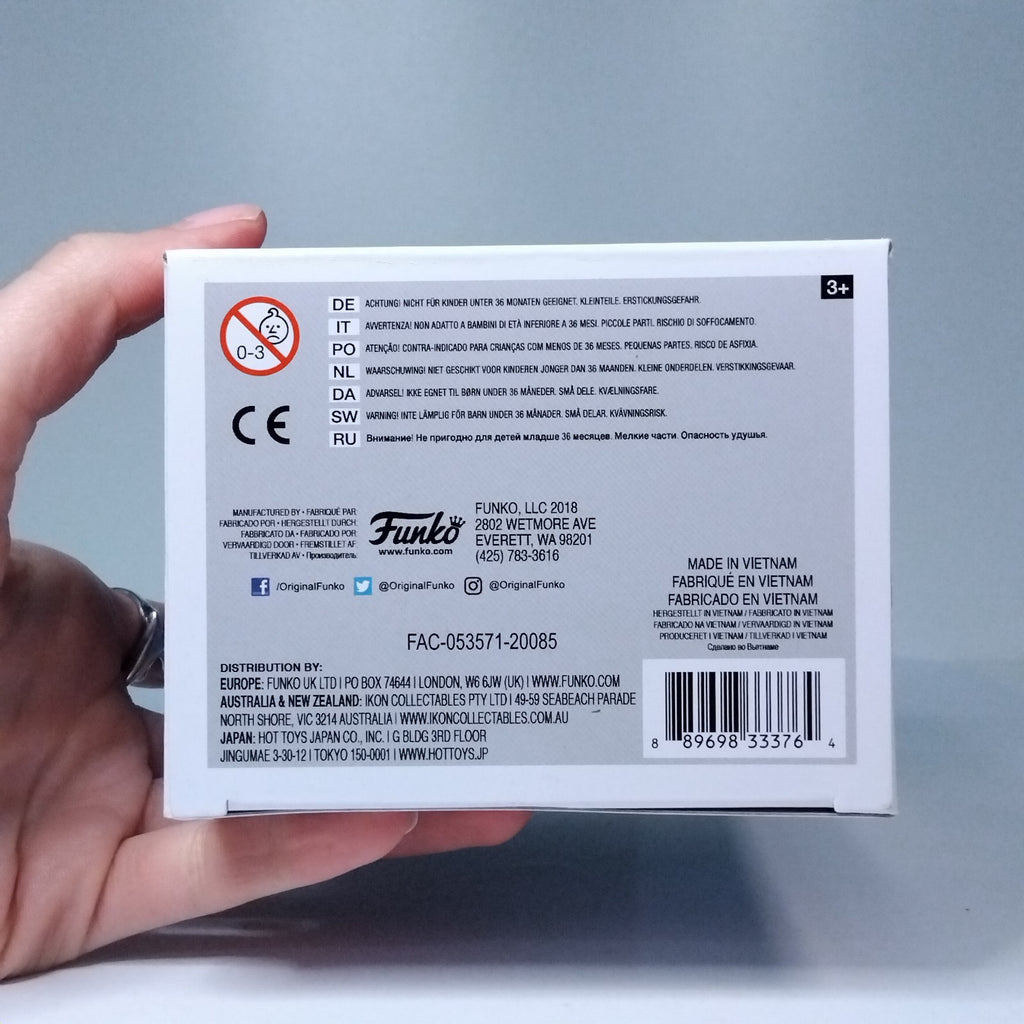 3+
0-3
DE ACHTUNG! NICHT FÜR KINDER UNTER 36 MONATEN GEEIGNET. KLEINTEILE. ERSTICKUNGSGEFAHR.
IT AVVERTENZA! NON ADATTO A BAMBINI DI ETÀ INFERIORE A 36 MESI. PICCOLE PARTI. RISCHIO DI SOFFOCAMENTO.
PO ATENÇÃO! CONTRA-INDICADO PARA CRIANÇAS COM MENOS DE 36 MESES. PEQUENAS PARTES. RISCO DE ASFIXIA.
NL WAARSCHUWING! NIET GESCHIKT VOOR KINDEREN JONGER DAN 36 MAANDEN. KLEINE ONDERDELEN. VERSTIKKINGSGEVAAR.
DA ADVARSEL! IKKE EGNET TIL BØRN UNDER 36 MÅNEDER. SMÅ DELE. KVÆLNINGSFARE.
SW VARNING! INTE LÄMPLIG FÖR BARN UNDER 36 MÅNADER. SMÅ DELAR. KVÄVNINGSRISK.
RU Внимание! Не пригодно для детей младше 36 месяцев. Мелкие части. Опасность удушья.
CE
MANUFACTURED BY • FABRIQUÉ PAR
FABRICADO POR • HERGESTELLT DURCH
FABBRICATO DA • FABRICADO POR
VERVAARDIGD DOOR • FREMSTILLET AF
TILLVERKAD AV • Производитель
Funko
www.funko.com
FUNKO, LLC 2018
2802 WETMORE AVE
EVERETT, WA 98201
(425) 783-3616
/OriginalFunko @OriginalFunko @OriginalFunko
MADE IN VIETNAM
FABRIQUÉ EN VIETNAM
FABRICADO EN VIETNAM
HERGESTELLT IN VIETNAM / FABBRICATO IN VIETNAM
FABRICADO NA VIETNAM / VERVAARDIGD IN VIETNAM
PRODUCERET I VIETNAM / TILLVERKAD I VIETNAM
Сделано во Вьетнаме
FAC-053571-20085
DISTRIBUTION BY:
EUROPE: FUNKO UK LTD | PO BOX 74644 | LONDON, W6 6JW (UK) | WWW.FUNKO.COM
AUSTRALIA & NEW ZEALAND: IKON COLLECTABLES PTY LTD | 49-59 SEABEACH PARADE
NORTH SHORE, VIC 3214 AUSTRALIA | WWW.IKONCOLLECTABLES.COM.AU
JAPAN: HOT TOYS JAPAN CO., INC. | G BLDG 3RD FLOOR
JINGUMAE 3-30-12 | TOKYO 150-0001 | WWW.HOTTOYS.JP
8 89698 33376 4